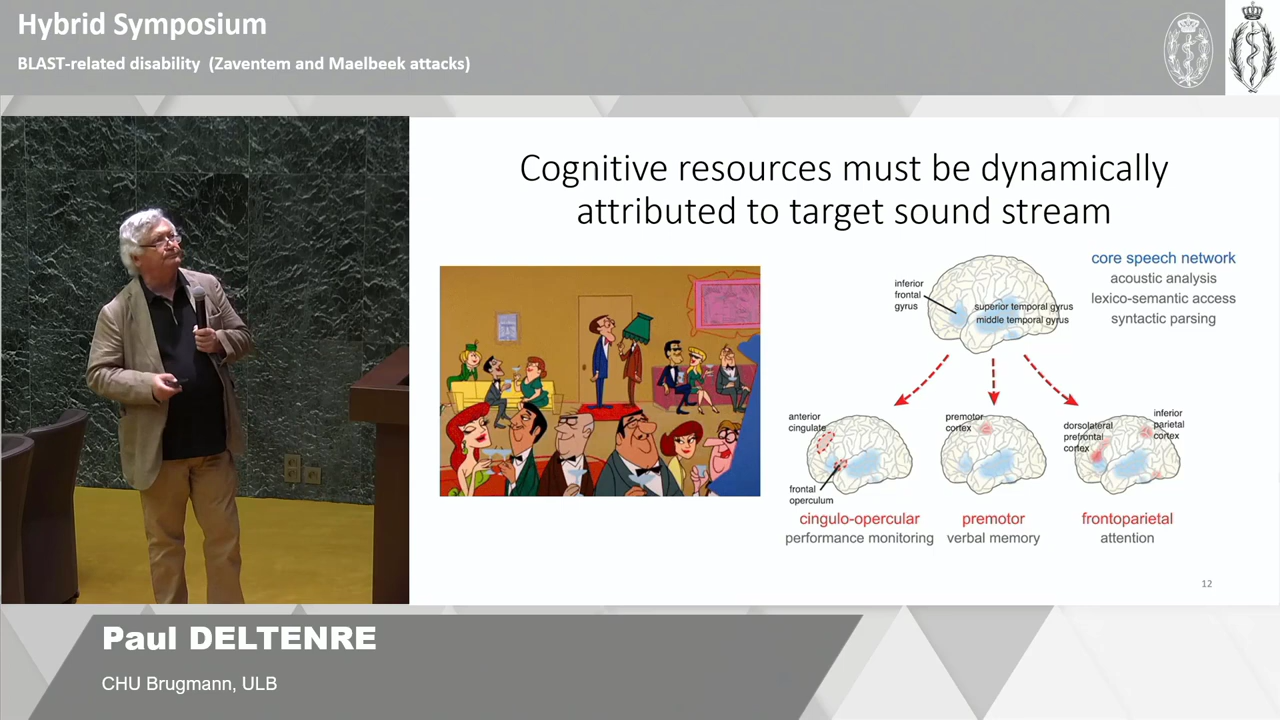 Hybrid Symposium
BLAST-related disability (Zaventem and Maelbeek attacks)
Cognitive resources must be dynamically
attributed to target sound stream
core speech network
acoustic analysis
lexico-semantic access
syntactic parsing
inferior
frontal
gyrus
superior temporal gyrus
middle temporal gyrus
anterior
cingulate
frontal
operculum
cingulo-opercular
performance monitoring
premotor
cortex
premotor
verbal memory
dorsolateral
prefrontal
cortex
inferior
parietal
cortex
frontoparietal
attention
12
Paul DELTENRE
CHU Brugmann, ULB